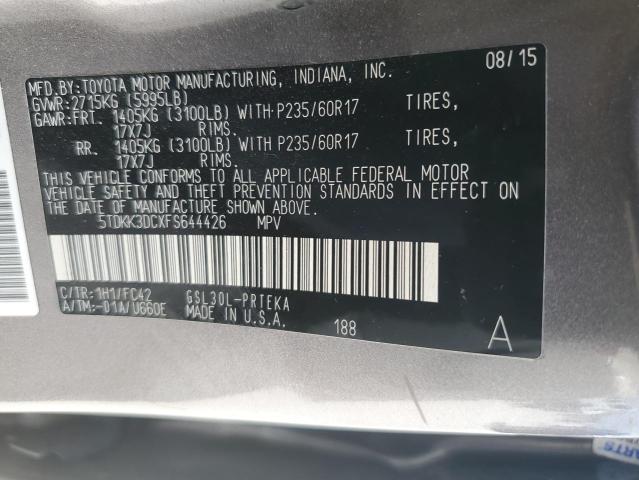 08/15
MFD.BY:TOYOTA MOTOR MANUFACTURING, INDIANA, INC.
GVWR:2715KG (5995LB)
GAWR:FRT. 1405KG (3100LB) WITH P235/60R17 TIRES,
17X7J RIMS.
RR. 1405KG (3100LB) WITH P235/60R17 TIRES,
17X7J RIMS.
THIS VEHICLE CONFORMS TO ALL APPLICABLE FEDERAL MOTOR
VEHICLE SAFETY AND THEFT PREVENTION STANDARDS IN EFFECT ON
THE DATE OF MANUFACTURE SHOWN ABOVE.
5TDKK3DCXFS644426 MPV
C/TR:1H1/FC42 GSL30L-PRTEKA
A/TM:-01A/U660E MADE IN U.S.A.
188
A
PARTS